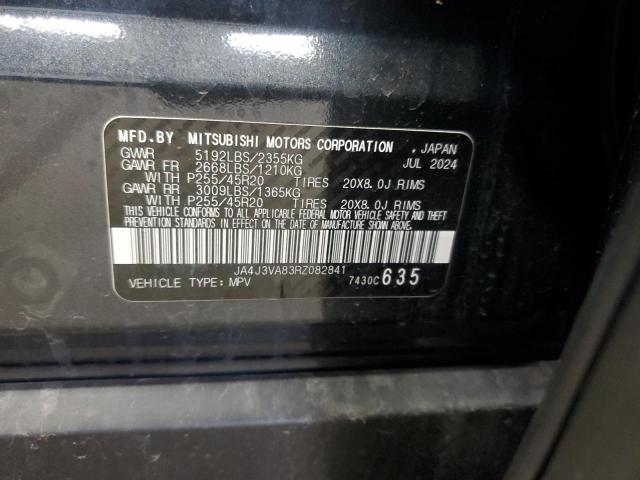 MFD.BY MITSUBISHI MOTORS CORPORATION , JAPAN
GVWR 5192LBS/2355KG JUL 2024
GAWR FR 2668LBS/1210KG
WITH P255/45R20 TIRES 20X8.0J RIMS
GAWR RR 3009LBS/1365KG
WITH P255/45R20 TIRES 20X8.0J RIMS
THIS VEHICLE CONFORMS TO ALL APPLICABLE FEDERAL MOTOR VEHICLE SAFETY AND THEFT
PREVENTION STANDARDS IN EFFECT ON THE DATE OF MANUFACTURE SHOWN ABOVE.
JA4J3VA83RZ082841
VEHICLE TYPE: MPV 7430C 635